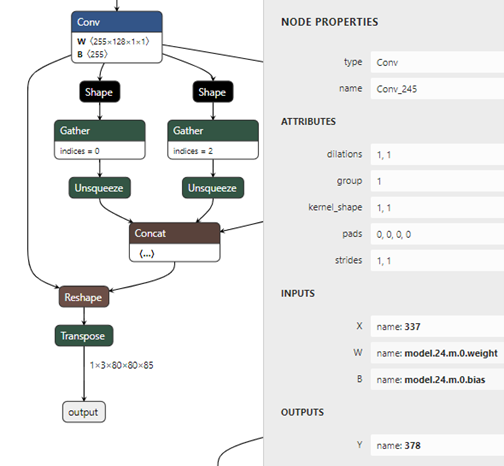 Conv
W ⟨255×128×1×1⟩
B ⟨255⟩
Shape
Shape
Gather
indices = 0
Gather
indices = 2
Unsqueeze
Unsqueeze
Concat
⟨...⟩
Reshape
Transpose
1×3×80×80×85
output
NODE PROPERTIES
type Conv
name Conv_245
ATTRIBUTES
dilations 1, 1
group 1
kernel_shape 1, 1
pads 0, 0, 0, 0
strides 1, 1
INPUTS
X name: 337
W name: model.24.m.0.weight
B name: model.24.m.0.bias
OUTPUTS
Y name: 378